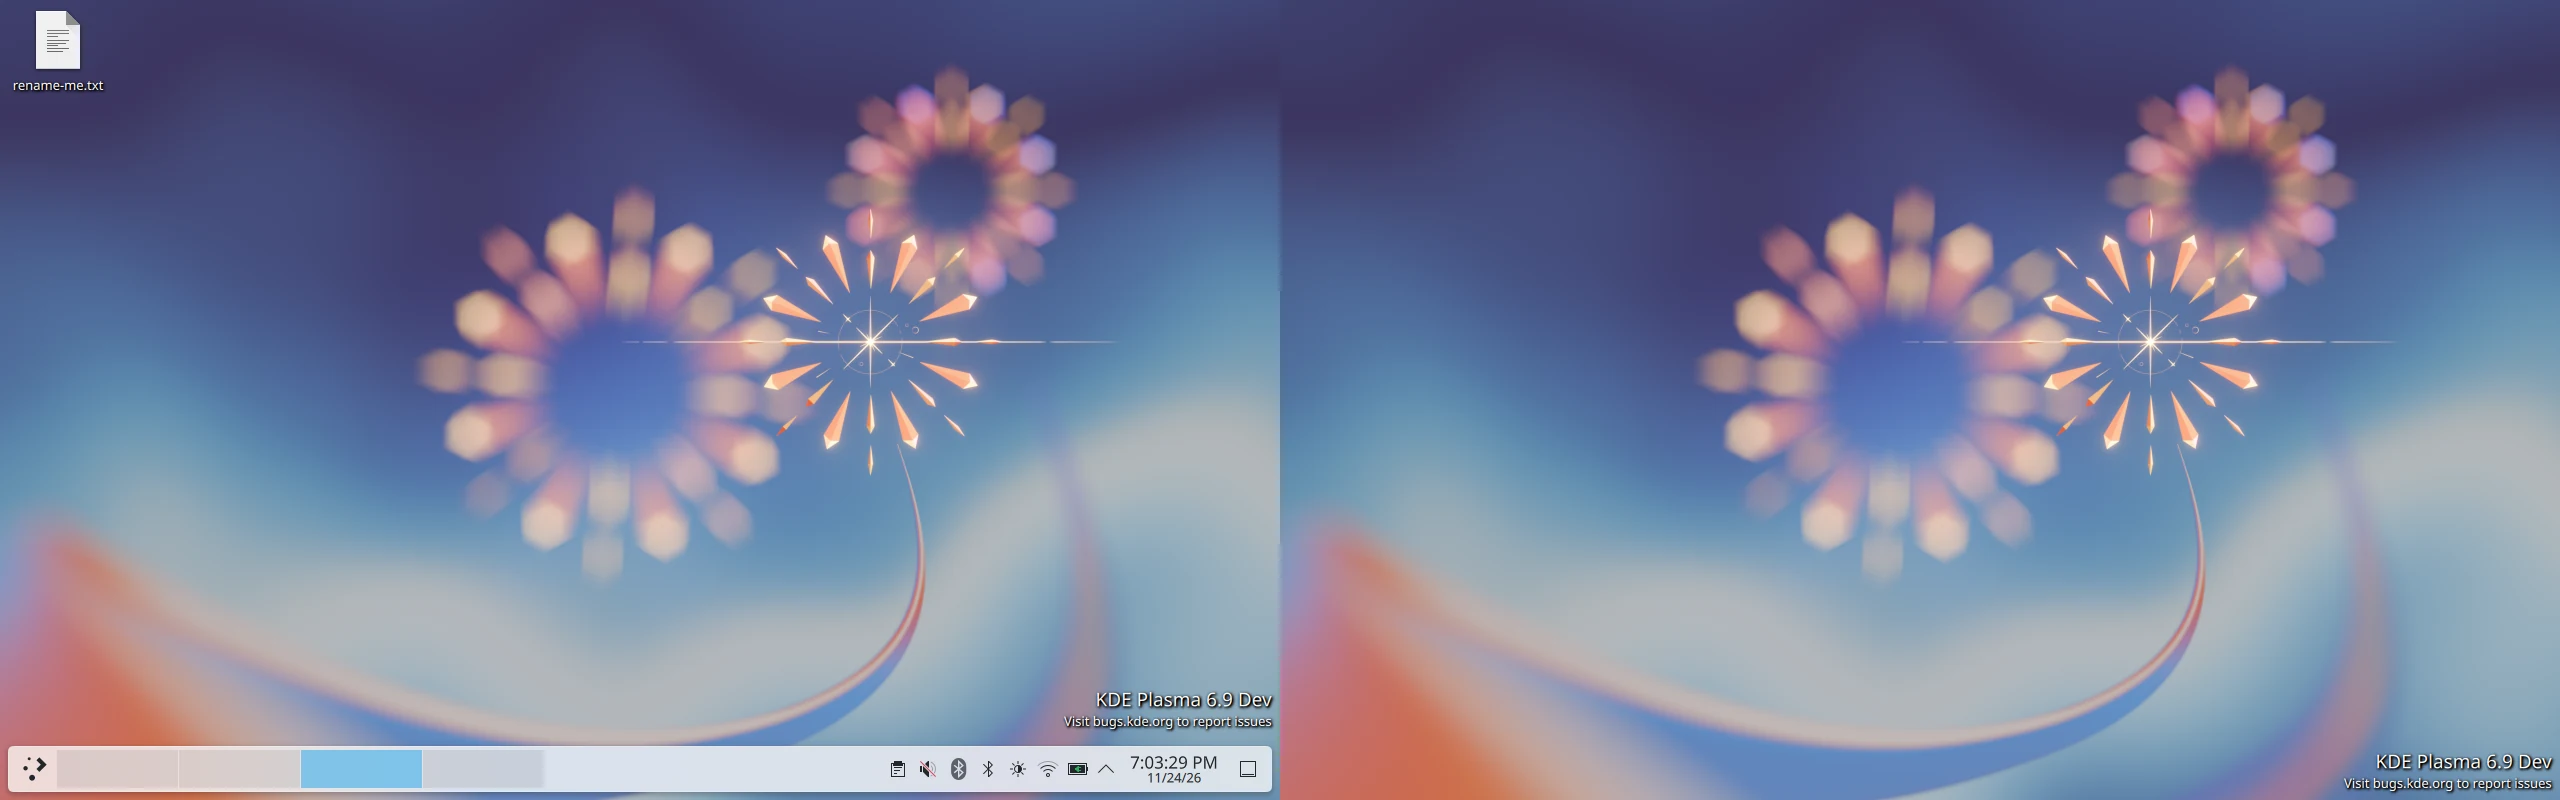 rename-me.txt
KDE Plasma 6.9 Dev
Visit bugs.kde.org to report issues
7:03:29 PM
11/24/26
KDE Plasma 6.9 Dev
Visit bugs.kde.org to report issues